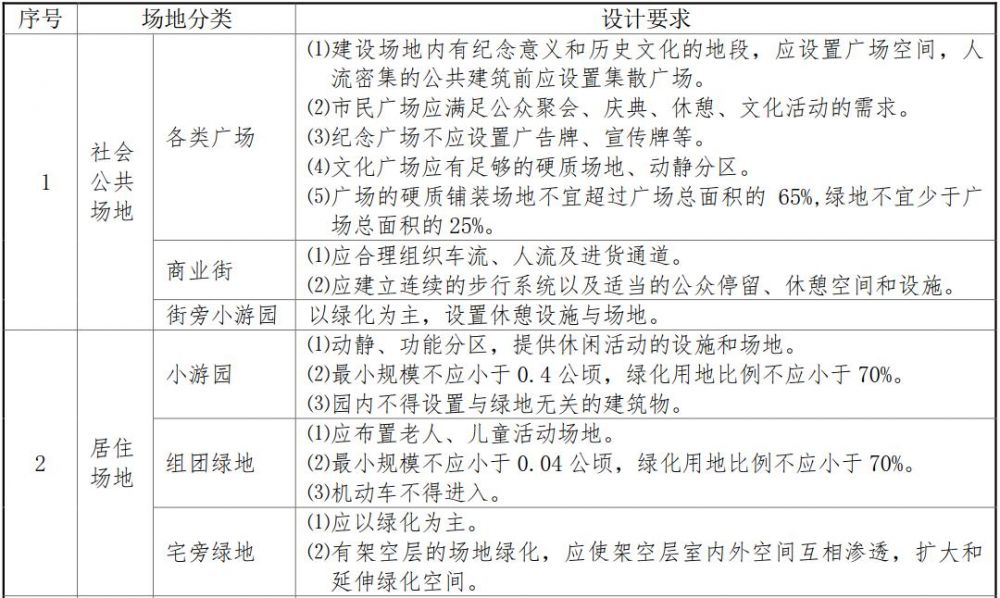 序号 场地分类 设计要求
1 社会公共场地 各类广场 ⑴建设场地内有纪念意义和历史文化的地段，应设置广场空间，人
流密集的公共建筑前应设置集散广场。
⑵市民广场应满足公众聚会、庆典、休憩、文化活动的需求。
⑶纪念广场不应设置广告牌、宣传牌等。
⑷文化广场应有足够的硬质场地、动静分区。
⑸广场的硬质铺装场地不宜超过广场总面积的 65%,绿地不宜少于广
场总面积的25%。
商业街 ⑴应合理组织车流、人流及进货通道。
⑵应建立连续的步行系统以及适当的公众停留、休憩空间和设施。
街旁小游园 以绿化为主，设置休憩设施与场地。
2 居住场地 小游园 ⑴动静、功能分区，提供休闲活动的设施和场地。
⑵最小规模不应小于0.4公顷，绿化用地比例不应小于70%。
⑶园内不得设置与绿地无关的建筑物。
组团绿地 ⑴应布置老人、儿童活动场地。
⑵最小规模不应小于0.04公顷，绿化用地比例不应小于70%。
⑶机动车不得进入。
宅旁绿地 ⑴应以绿化为主。
⑵有架空层的场地绿化，应使架空层室内外空间互相渗透，扩大和
延伸绿化空间。